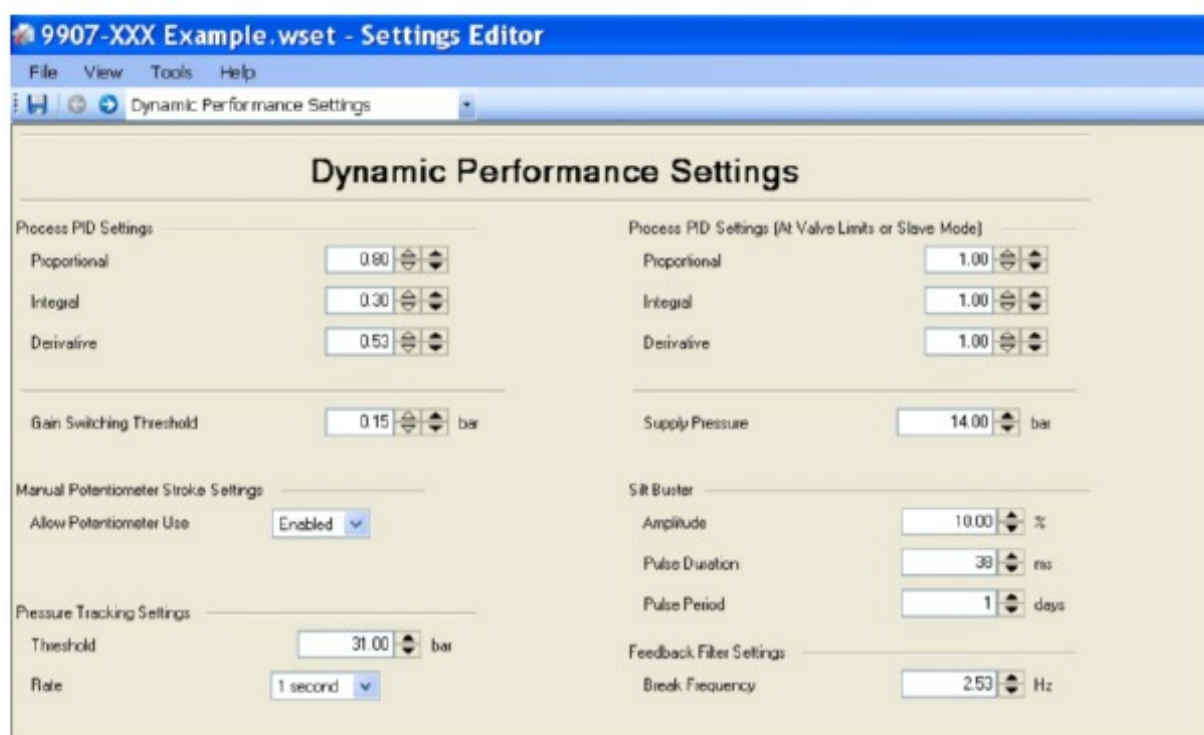 9907-XXX Example.wset - Settings Editor
File View Tools Help
Dynamic Performance Settings
Dynamic Performance Settings
Process PID Settings
Proportional 0.80
Integral 0.30
Derivative 0.53
Gain Switching Threshold 0.15 bar
Manual Potentiometer Stroke Settings
Allow Potentiometer Use Enabled
Pressure Tracking Settings
Threshold 31.00 bar
Rate 1 second
Process PID Settings (At Valve Limits or Slave Mode)
Proportional 1.00
Integral 1.00
Derivative 1.00
Supply Pressure 14.00 bar
Silt Buster
Amplitude 10.00 %
Pulse Duration 38 ms
Pulse Period 1 days
Feedback Filter Settings
Break Frequency 2.53 Hz